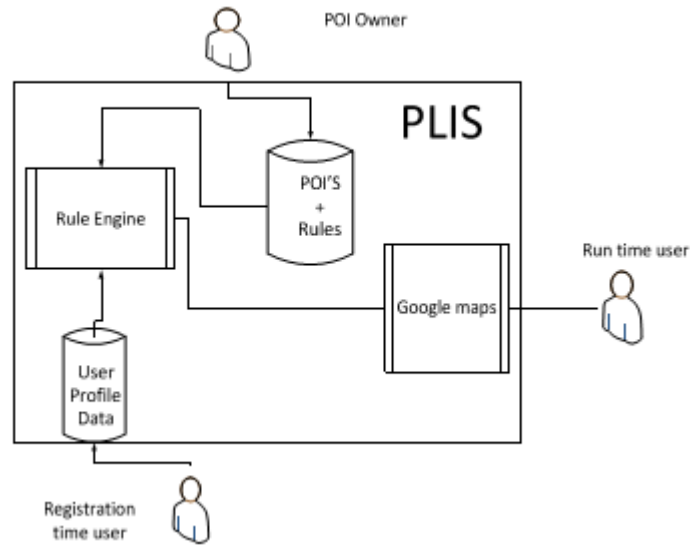 POI Owner
PLIS
POI'S
+
Rules
Rule Engine
Run time user
Google maps
User
Profile
Data
Registration
time user